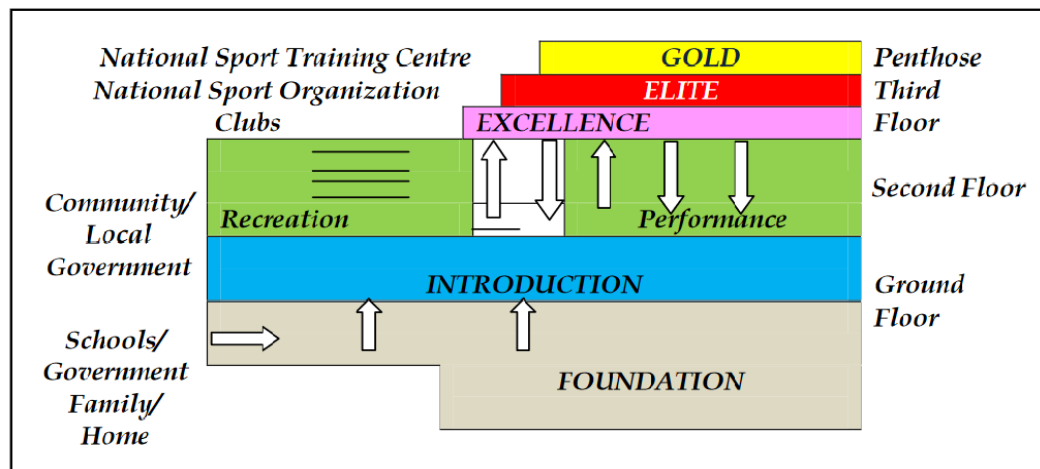 National Sport Training Centre
GOLD
Penthose
National Sport Organization
ELITE
Third
Clubs
EXCELLENCE
Floor
Second Floor
Community/
Local
Government
Recreation
Performance
INTRODUCTION
Ground
Floor
Schools/
Government
Family/
Home
FOUNDATION